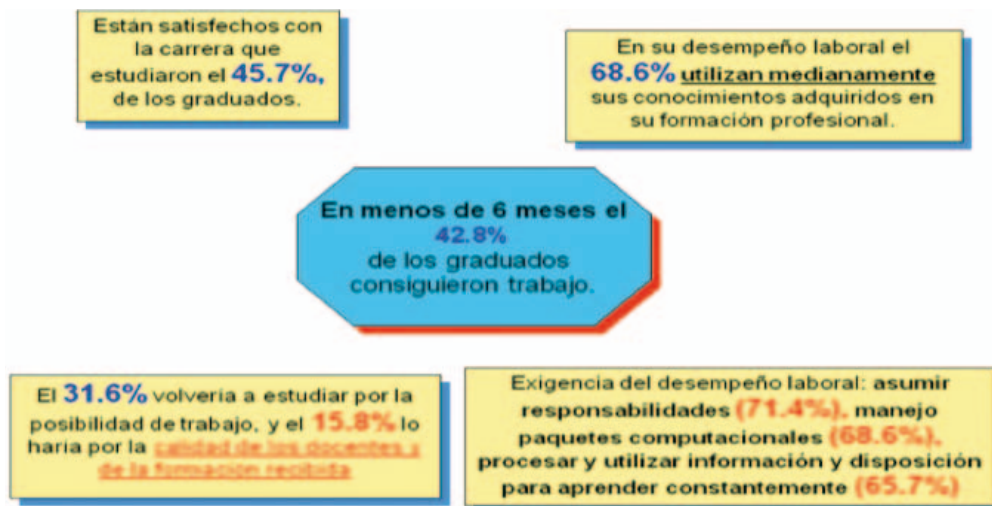 Están satisfechos con
la carrera que
estudiaron el 45.7%,
de los graduados.
En su desempeño laboral el
68.6% utilizan medianamente
sus conocimientos adquiridos en
su formación profesional.
En menos de 6 meses el
42.8%
de los graduados
consiguieron trabajo.
El 31.6% volveria a estudiar por la
posibilidad de trabajo, y el 15.8% lo
haria por la calidad de los docentes y
de la formación recibida
Exigencia del desempeño laboral: asumir
responsabilidades (71.4%), manejo
paquetes computacionales (68.6%),
procesar y utilizar información y disposición
para aprender constantemente (65.7%)